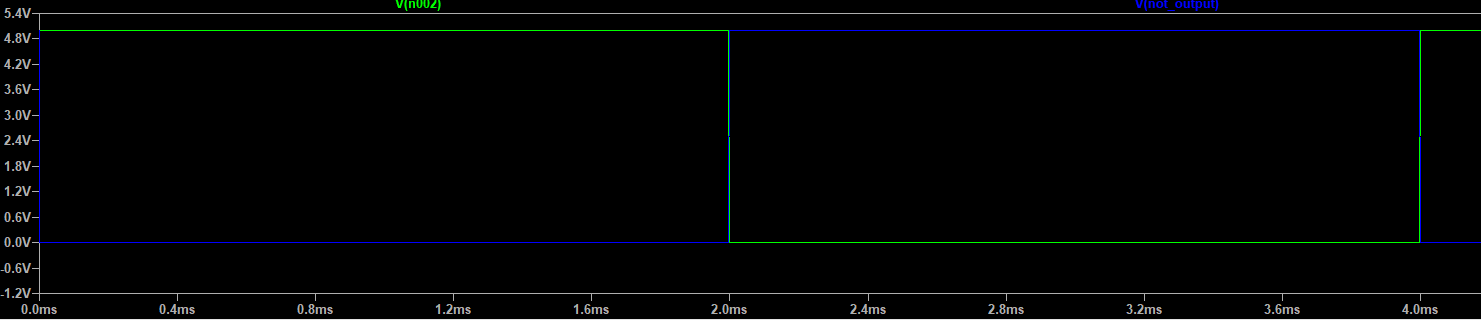 V(n002) V(not_output)
5.4V
4.8V
4.2V
3.6V
3.0V
2.4V
1.8V
1.2V
0.6V
0.0V
-0.6V
-1.2V
0.0ms 0.4ms 0.8ms 1.2ms 1.6ms 2.0ms 2.4ms 2.8ms 3.2ms 3.6ms 4.0ms